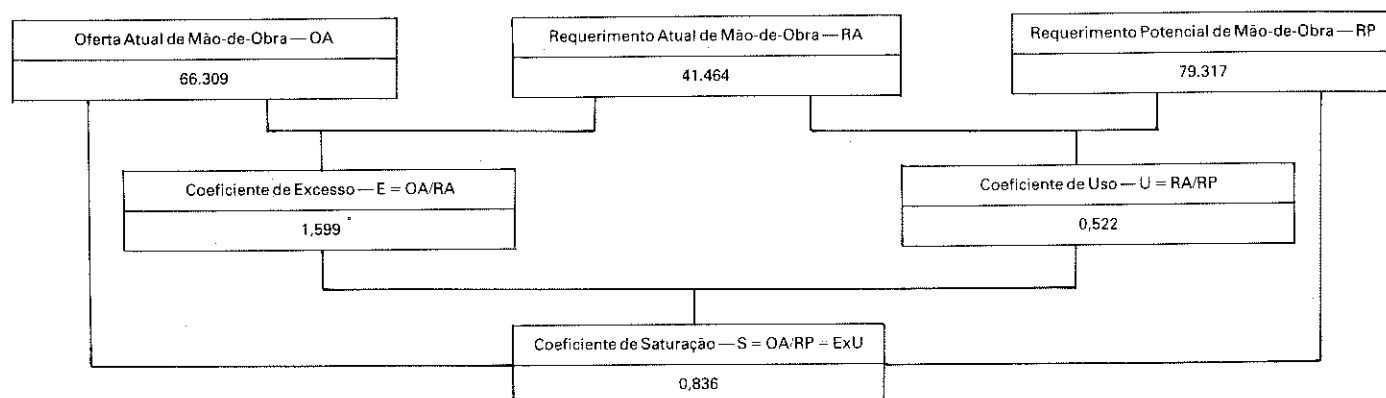 Oferta Atual de Mão-de-Obra — OA
66.309
Requerimento Atual de Mão-de-Obra — RA
41.464
Requerimento Potencial de Mão-de-Obra — RP
79.317
Coeficiente de Excesso — E = OA/RA
1,599
Coeficiente de Uso — U = RA/RP
0,522
Coeficiente de Saturação — S = OA/RP – ExU
0,836